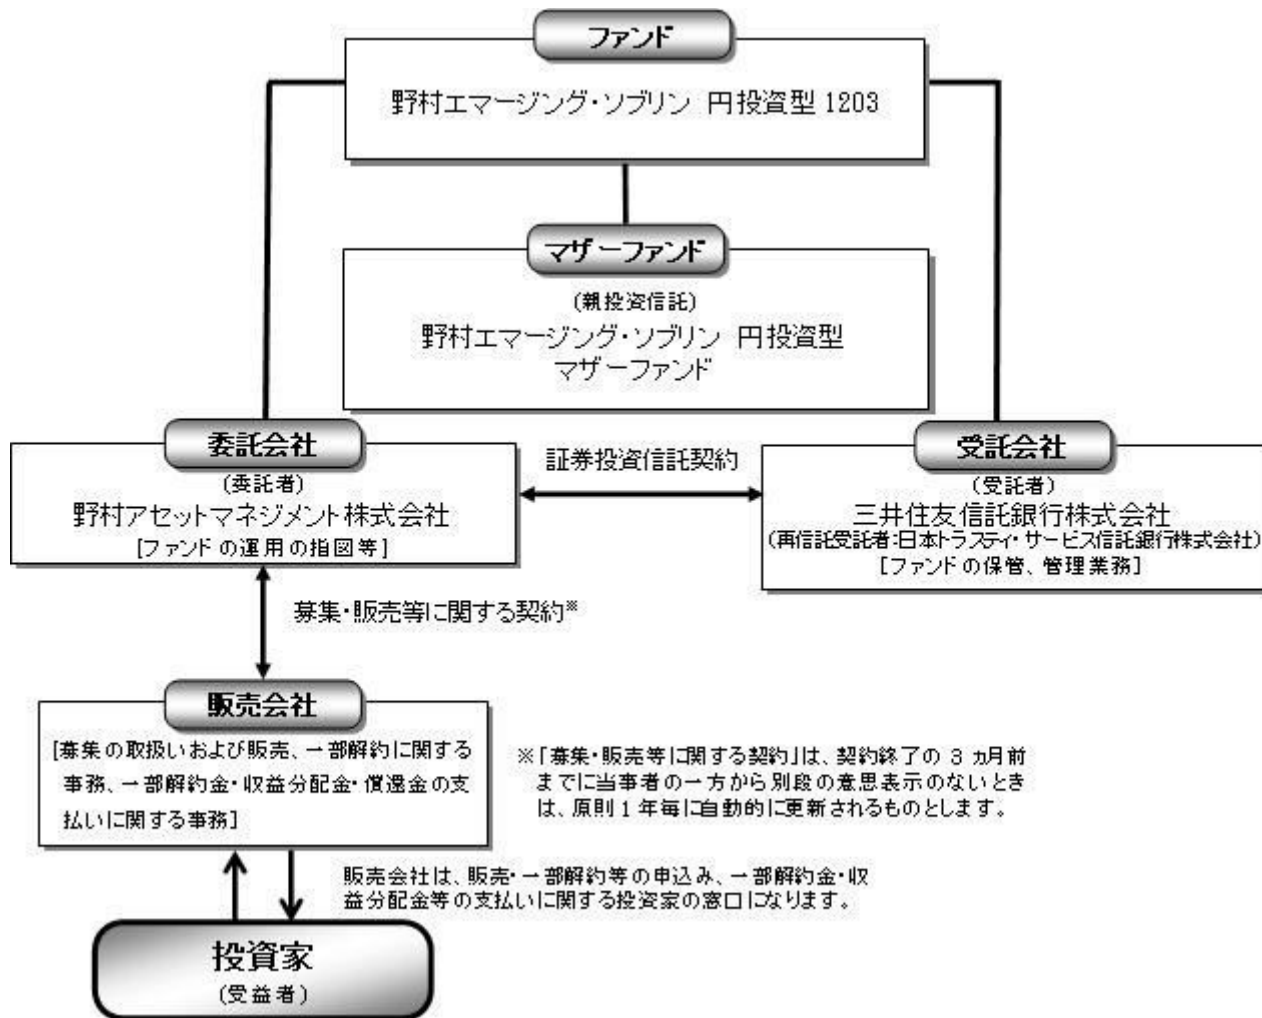 ファンド
野村エマージング・ソブリン 円投資型 1203
マザーファンド
(親投資信託)
野村エマージング・ソブリン 円投資型
マザーファンド
委託会社
(委託者)
野村アセットマネジメント株式会社
[ファンドの運用の指図等]
証券投資信託契約
受託会社
(受託者)
三井住友信託銀行株式会社
(再信託受託者:日本トラスティ・サービス信託銀行株式会社)
[ファンドの保管、管理業務]
募集・販売等に関する契約※
販売会社
[募集の取扱いおよび販売、一部解約に関する
事務、一部解約金・収益分配金・償還金の支
払いに関する事務]
※「募集・販売等に関する契約」は、契約終了の 3 ヵ月前
までに当事者の一方から別段の意思表示のないとき
は、原則 1 年毎に自動的に更新されるものとします。
販売会社は、販売・一部解約等の申込み、一部解約金・収
益分配金等の支払いに関する投資家の窓口になります。
投資家
(受益者)